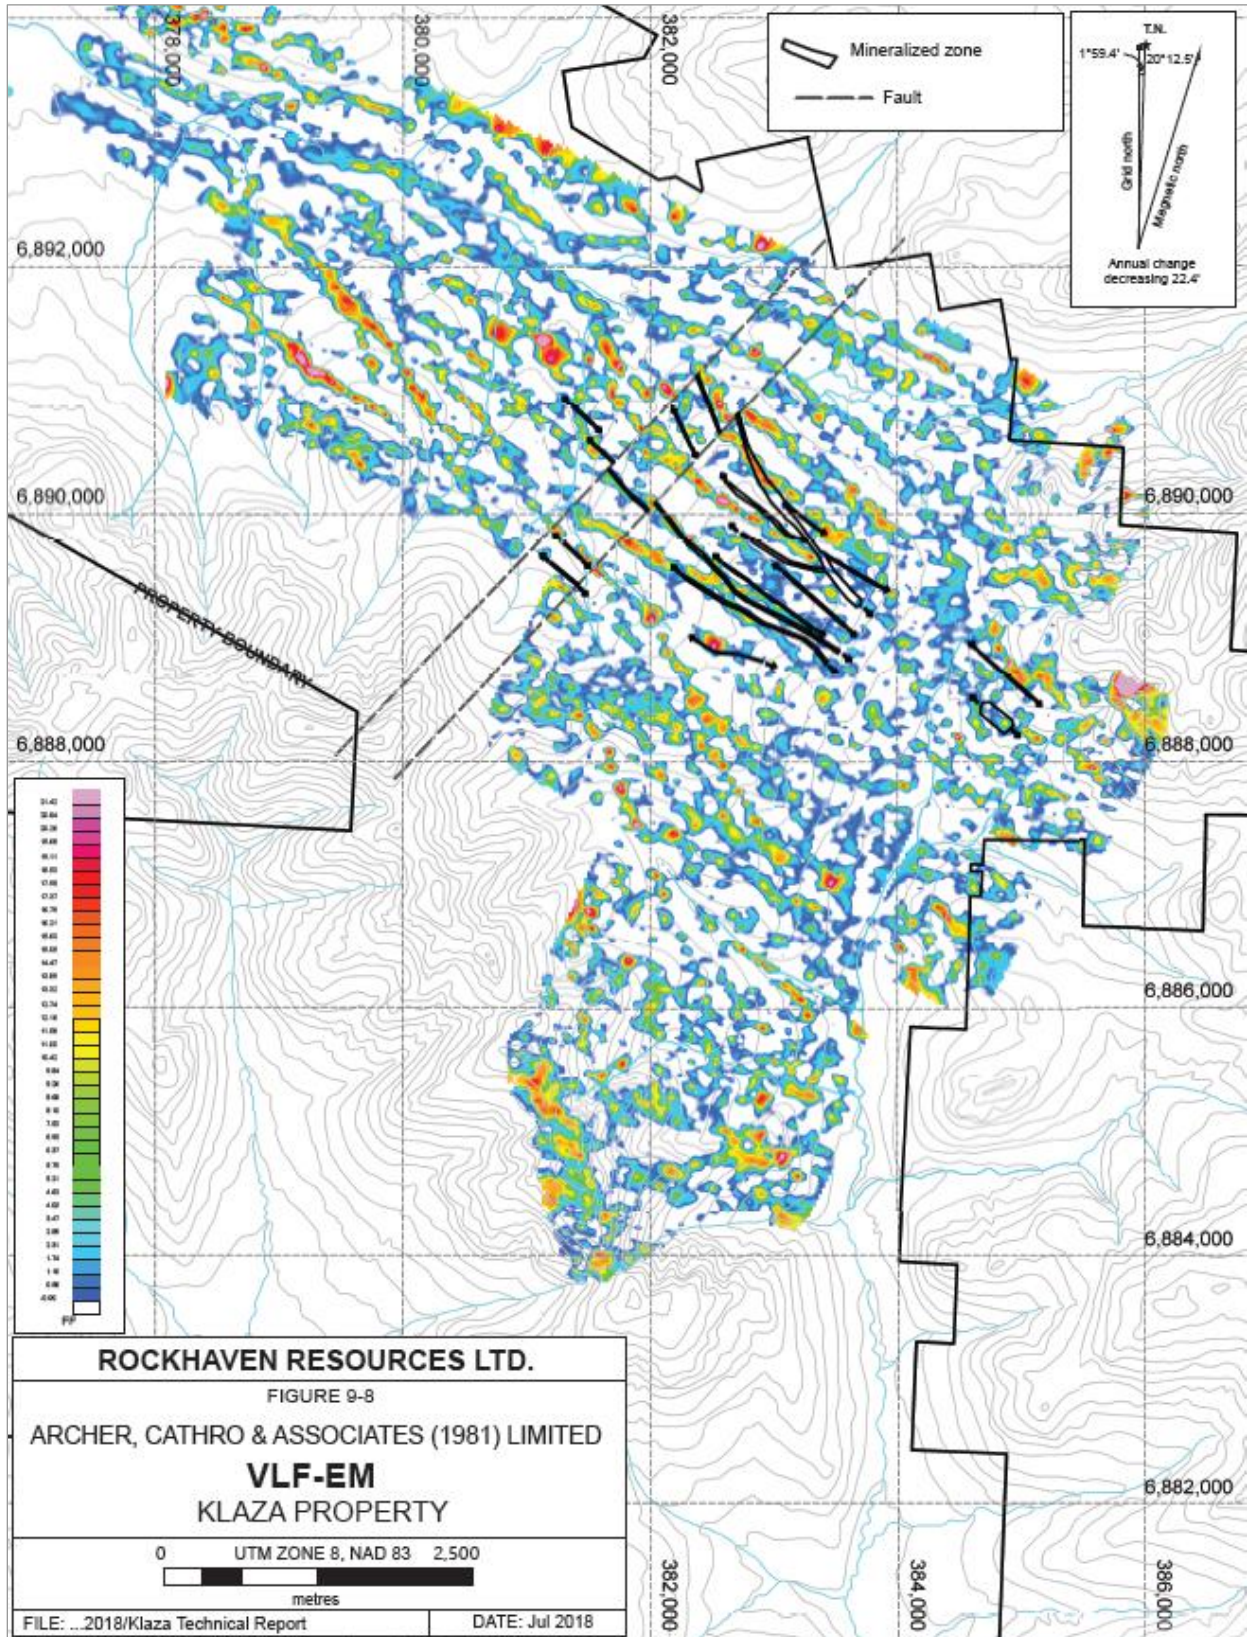 378,000
380,000
382,000
Mineralized zone
Fault
T.N.
1°59.4'
20°12.5'
Grid north
Magnetic north
Annual change
decreasing 22.4'
6,892,000
6,890,000
6,890,000
PROPERTY BOUNDARY
6,888,000
6,888,000
6,886,000
6,884,000
6,882,000
ROCKHAVEN RESOURCES LTD.
FIGURE 9-8
ARCHER, CATHRO & ASSOCIATES (1981) LIMITED
VLF-EM
KLAZA PROPERTY
0 UTM ZONE 8, NAD 83 2,500
metres
FILE: ...2018/Klaza Technical Report
DATE: Jul 2018
382,000
384,000
386,000